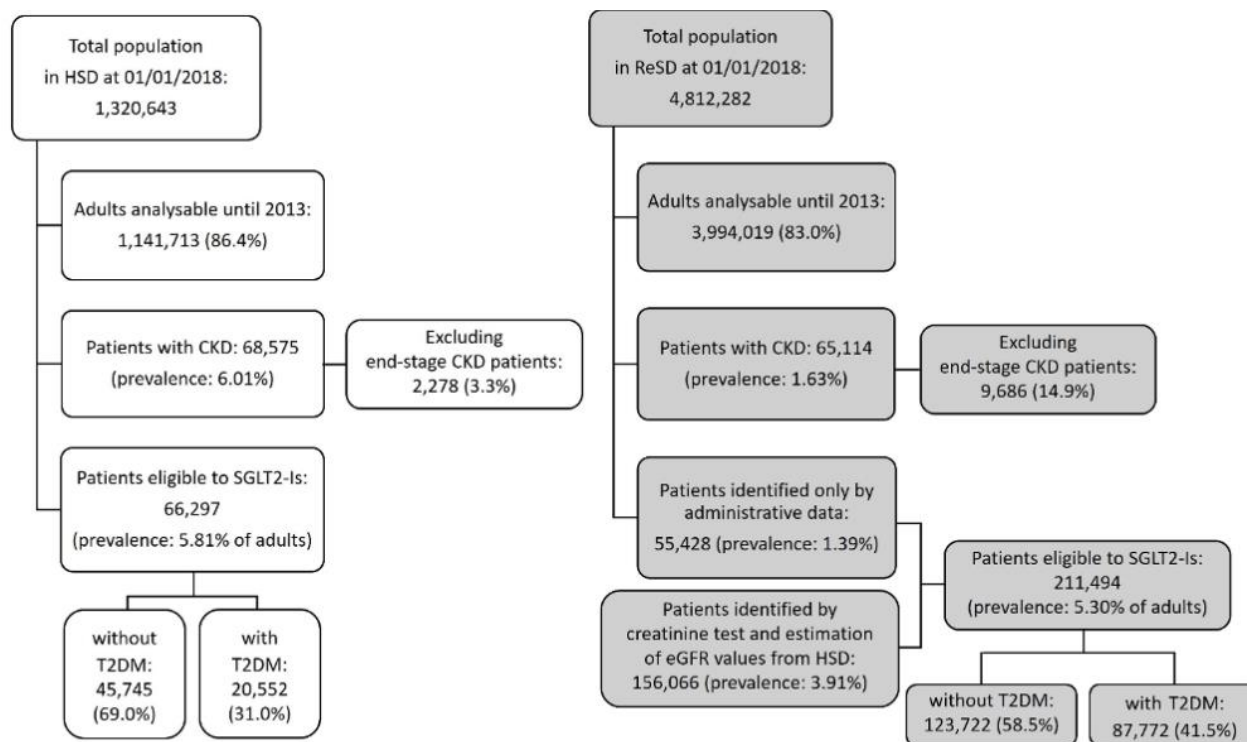 Total population
in HSD at 01/01/2018:
1,320,643
Adults analysable until 2013:
1,141,713 (86.4%)
Patients with CKD: 68,575
(prevalence: 6.01%)
Excluding
end-stage CKD patients:
2,278 (3.3%)
Patients eligible to SGLT2-Is:
66,297
(prevalence: 5.81% of adults)
without
T2DM:
45,745
(69.0%)
with
T2DM:
20,552
(31.0%)
Total population
in ReSD at 01/01/2018:
4,812,282
Adults analysable until 2013:
3,994,019 (83.0%)
Patients with CKD: 65,114
(prevalence: 1.63%)
Excluding
end-stage CKD patients:
9,686 (14.9%)
Patients identified only by
administrative data:
55,428 (prevalence: 1.39%)
Patients identified by
creatinine test and estimation
of eGFR values from HSD:
156,066 (prevalence: 3.91%)
Patients eligible to SGLT2-Is:
211,494
(prevalence: 5.30% of adults)
without T2DM:
123,722 (58.5%)
with T2DM:
87,772 (41.5%)